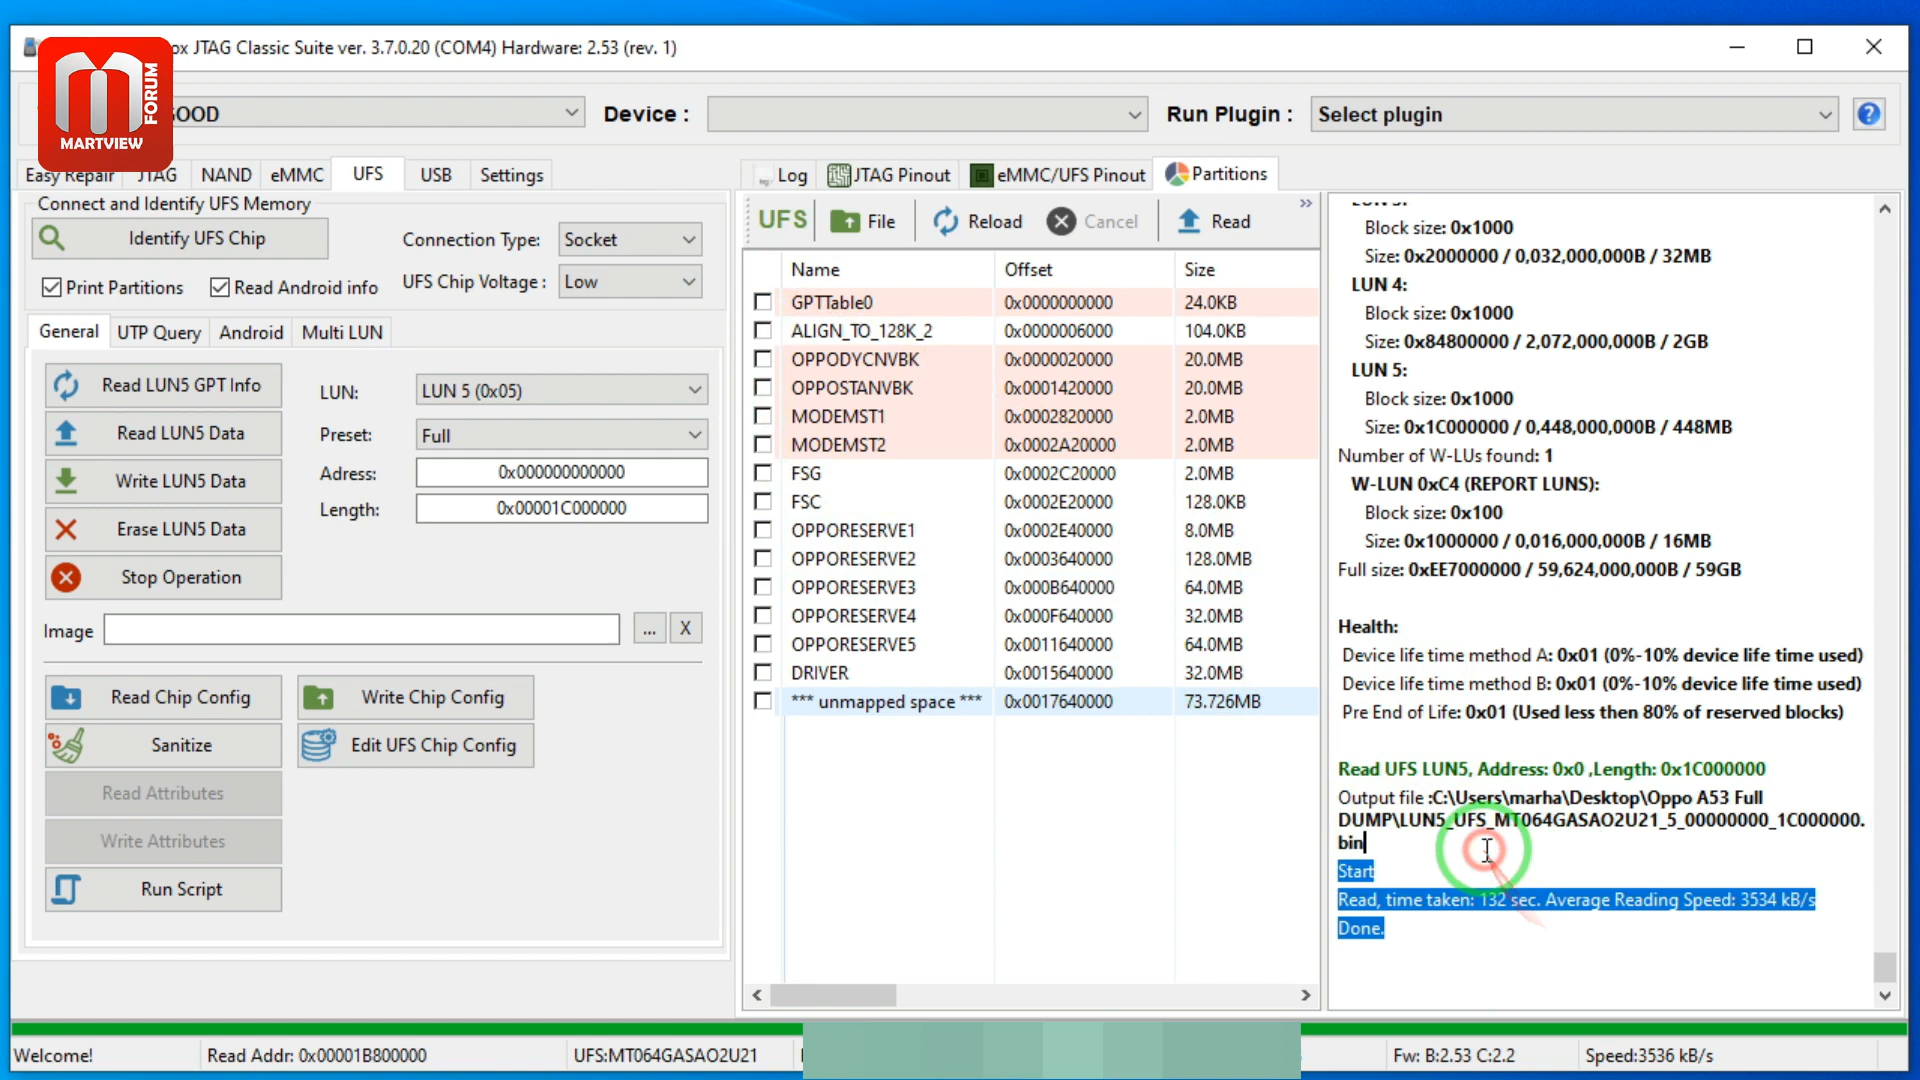 ox JTAG Classic Suite ver. 3.7.0.20 (COM4) Hardware: 2.53 (rev. 1)
FORUM
MARTVIEW
GOOD
Device :
Run Plugin :
Select plugin
Easy Repair
JTAG
NAND
eMMC
UFS
USB
Settings
Log
JTAG Pinout
eMMC/UFS Pinout
Partitions
Connect and Identify UFS Memory
Identify UFS Chip
Connection Type:
Socket
Print Partitions
Read Android info
UFS Chip Voltage :
Low
General
UTP Query
Android
Multi LUN
Read LUN5 GPT Info
Read LUN5 Data
Write LUN5 Data
Erase LUN5 Data
Stop Operation
LUN:
LUN 5 (0x05)
Preset:
Full
Adress:
0x000000000000
Length:
0x00001C000000
Image
...
X
Read Chip Config
Write Chip Config
Sanitize
Edit UFS Chip Config
Read Attributes
Write Attributes
Run Script
UFS
File
Reload
Cancel
Read
Name Offset Size
GPTTable0 0x0000000000 24.0KB
ALIGN_TO_128K_2 0x0000006000 104.0KB
OPPODYCNVBK 0x0000020000 20.0MB
OPPOSTANVBK 0x0001420000 20.0MB
MODEMST1 0x0002820000 2.0MB
MODEMST2 0x0002A20000 2.0MB
FSG 0x0002C20000 2.0MB
FSC 0x0002E20000 128.0KB
OPPORESERVE1 0x0002E40000 8.0MB
OPPORESERVE2 0x0003640000 128.0MB
OPPORESERVE3 0x000B640000 64.0MB
OPPORESERVE4 0x000F640000 32.0MB
OPPORESERVE5 0x0011640000 64.0MB
DRIVER 0x0015640000 32.0MB
*** unmapped space *** 0x0017640000 73.726MB
Block size: 0x1000
Size: 0x2000000 / 0,032,000,000B / 32MB
LUN 4:
Block size: 0x1000
Size: 0x84800000 / 2,072,000,000B / 2GB
LUN 5:
Block size: 0x1000
Size: 0x1C000000 / 0,448,000,000B / 448MB
Number of W-LUs found: 1
W-LUN 0xC4 (REPORT LUNS):
Block size: 0x100
Size: 0x1000000 / 0,016,000,000B / 16MB
Full size: 0xEE7000000 / 59,624,000,000B / 59GB
Health:
Device life time method A: 0x01 (0%-10% device life time used)
Device life time method B: 0x01 (0%-10% device life time used)
Pre End of Life: 0x01 (Used less then 80% of reserved blocks)
Read UFS LUN5, Address: 0x0 ,Length: 0x1C000000
Output file :C:\Users\marha\Desktop\Oppo A53 Full
DUMP\LUN5_UFS_MT064GASAO2U21_5_00000000_1C000000.
bin
Start
Read, time taken: 132 sec. Average Reading Speed: 3534 kB/s
Done.
Welcome!
Read Addr: 0x00001B800000
UFS:MT064GASAO2U21
Fw: B:2.53 C:2.2
Speed:3536 kB/s